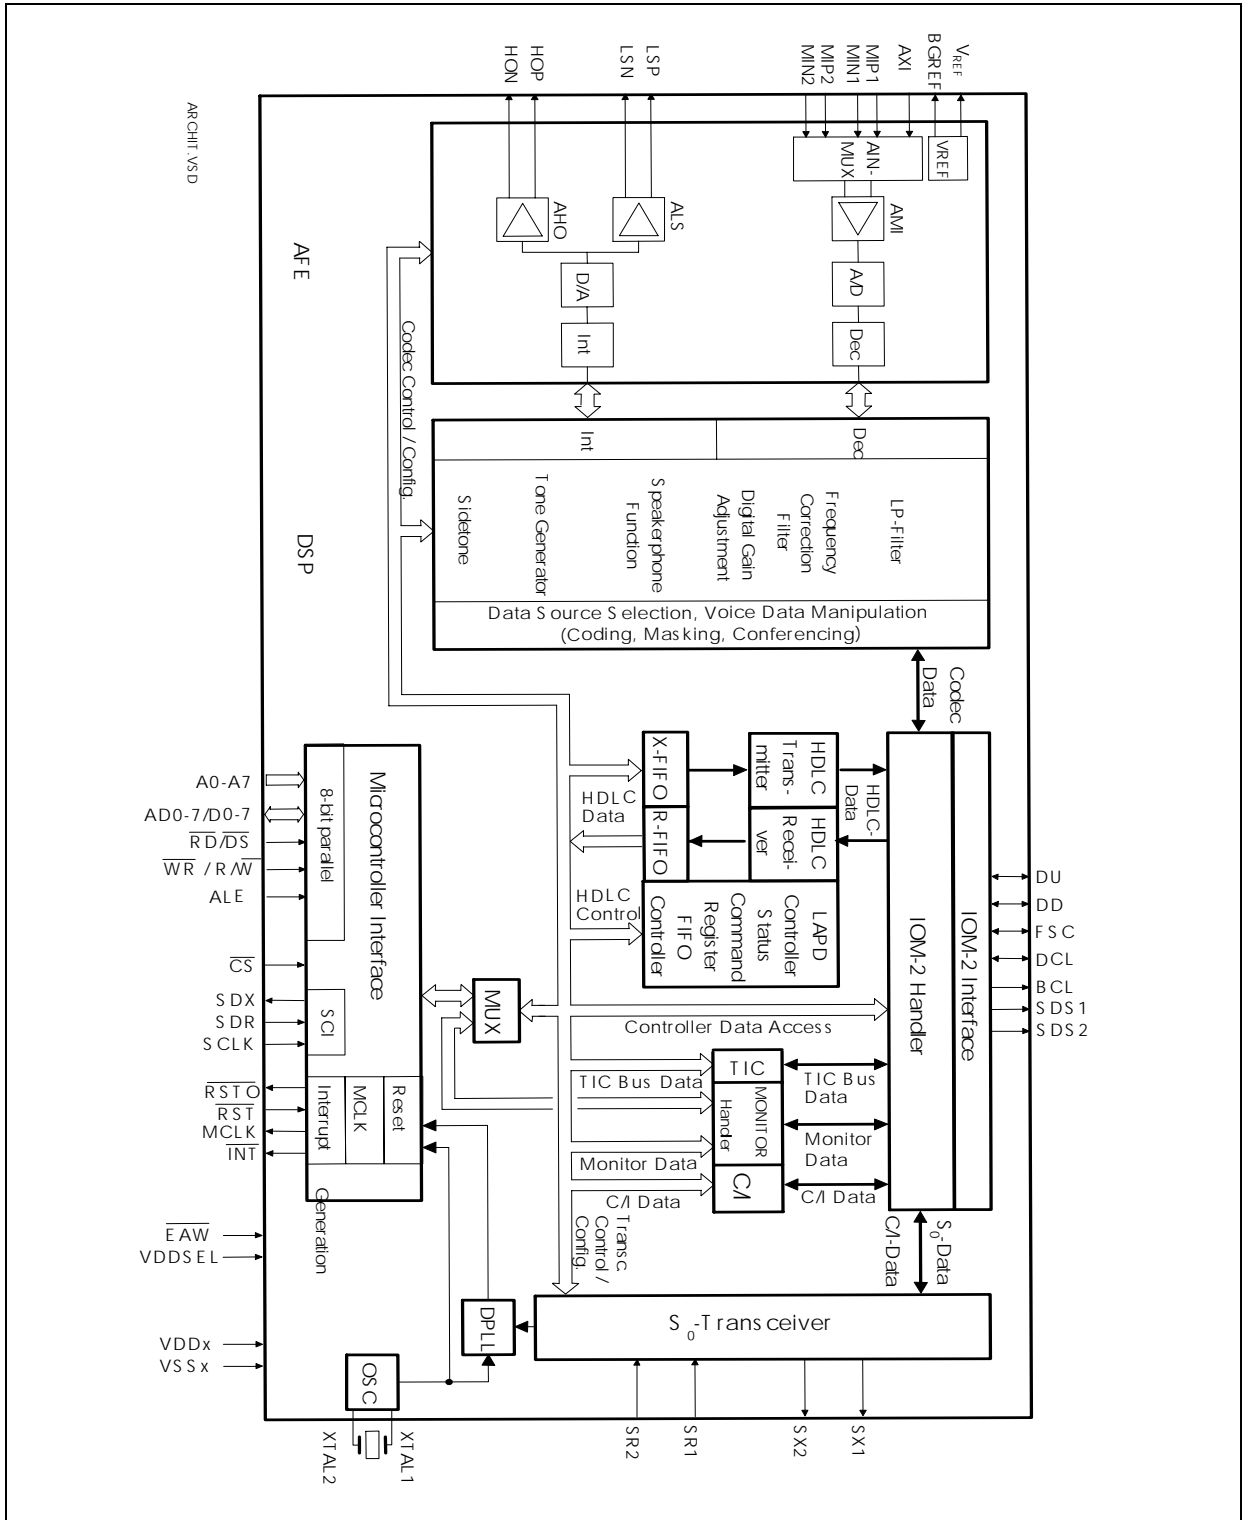 HON
HOP
LSN
LSP
MIN2
MIP2
MIN1
MIP1
AXI
BGREF
VREF
ARCHIT.VSD
AFE
AHO
ALS
D/A
Int
AIN-
MUX
VREF
AMI
A/D
Dec
Codec Control / Config.
DSP
Int
Dec
Sidetone
Tone Generator
Speakerphone
Function
Digital Gain
Adjustment
Frequency
Correction
Filter
LP-Filter
Data Source Selection, Voice Data Manipulation
(Coding, Masking, Conferencing)
Codec
Data
X-FIFO
R-FIFO
HDLC
Data
HDLC
Trans-
mitter
HDLC
Recei-
ver
HDLC-
Data
HDLC
Control
LAPD
Controller
Status
Command
Register
FIFO
Controller
IOM-2 Handler
IOM-2 Interface
DU
DD
FSC
DCL
BCL
SDS1
SDS2
A0-A7
AD0-7/D0-7
RD/DS
WR / R/W
ALE
CS
SDX
SDR
SCLK
RSTO
RST
MCLK
INT
EAW
VDDSEL
VDDx
VSSx
8-bit parallel
Microcontroller Interface
SCI
Interrupt
MCLK
Reset
Generation
MUX
Controller Data Access
TIC
TIC Bus Data
TIC Bus
Data
MONITOR
Handler
Monitor Data
Monitor
Data
C/I
C/I Data
C/I Data
Transc.
Control /
Config.
S0-Data
C/I-Data
S0-Transceiver
DPLL
OSC
XTAL2
XTAL1
SR2
SR1
SX2
SX1